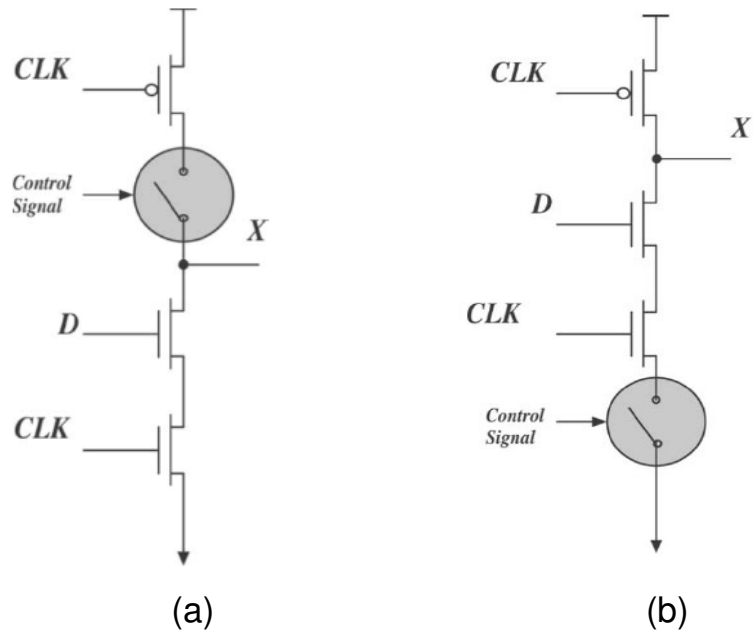 CLK
Control
Signal
X
D
CLK
(a)
CLK
X
D
CLK
Control
Signal
(b)